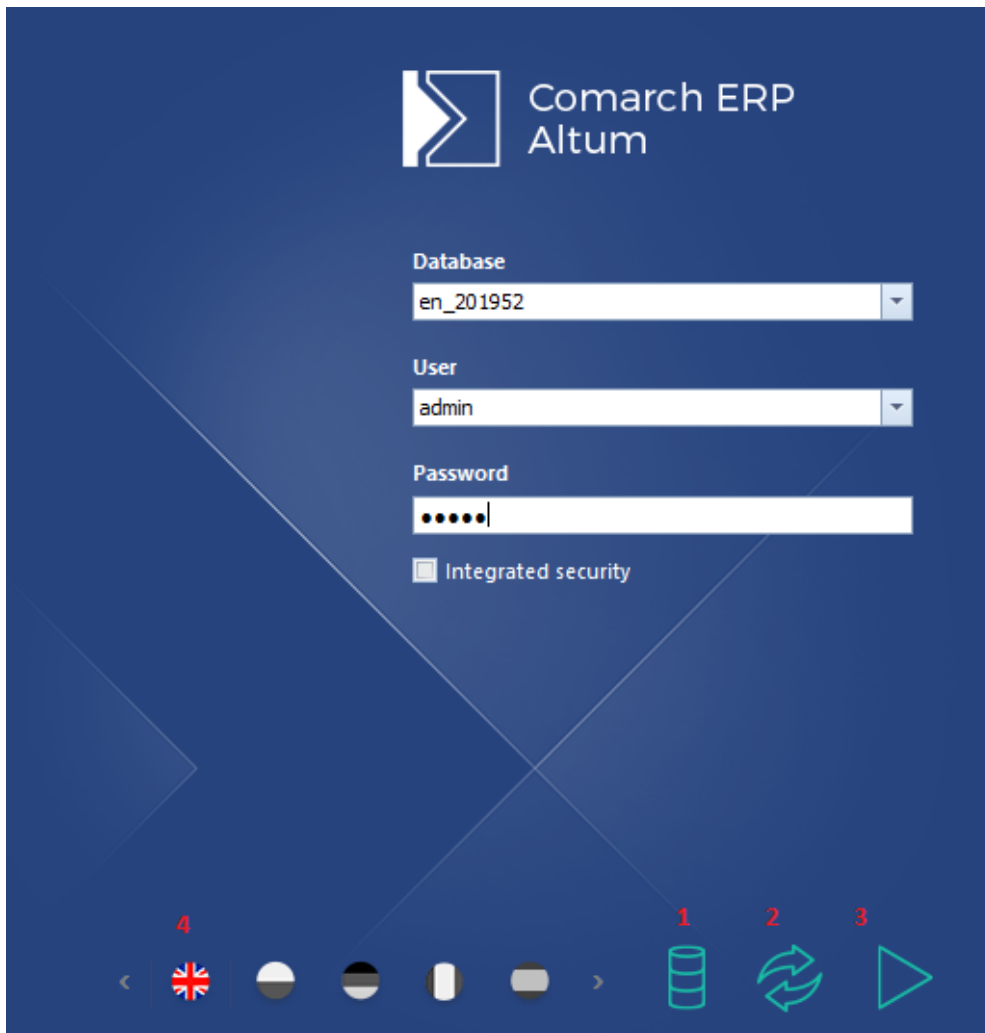 Comarch ERP
Altum
Database
en_201952
User
admin
Password
•••••
Integrated security
4
1
2
3